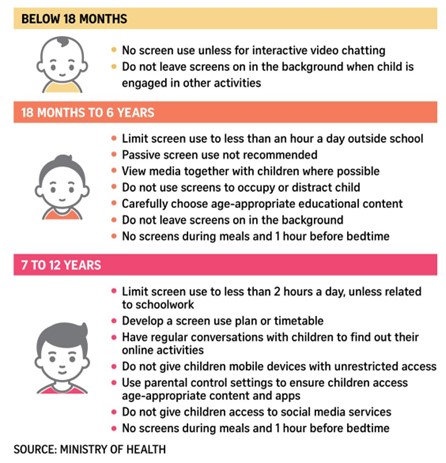 BELOW 18 MONTHS
• No screen use unless for interactive video chatting
• Do not leave screens on in the background when child is
engaged in other activities
18 MONTHS TO 6 YEARS
• Limit screen use to less than an hour a day outside school
• Passive screen use not recommended
• View media together with children where possible
• Do not use screens to occupy or distract child
• Carefully choose age-appropriate educational content
• Do not leave screens on in the background
• No screens during meals and 1 hour before bedtime
7 TO 12 YEARS
• Limit screen use to less than 2 hours a day, unless related
to schoolwork
• Develop a screen use plan or timetable
• Have regular conversations with children to find out their
online activities
• Do not give children mobile devices with unrestricted access
• Use parental control settings to ensure children access
age-appropriate content and apps
• Do not give children access to social media services
• No screens during meals and 1 hour before bedtime
SOURCE: MINISTRY OF HEALTH